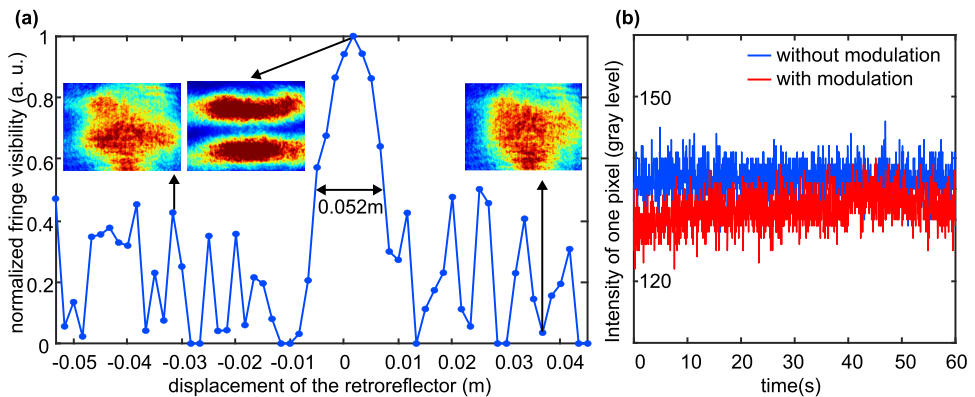 (a)
normalized fringe visibility (a. u.)
1
0.8
0.6
0.4
0.2
0
0.052m
-0.05 -0.04 -0.03 -0.02 -0.01 0 0.01 0.02 0.03 0.04
displacement of the retroreflector (m)
(b)
Intensity of one pixel (gray level)
150
120
without modulation
with modulation
0 10 20 30 40 50 60
time(s)